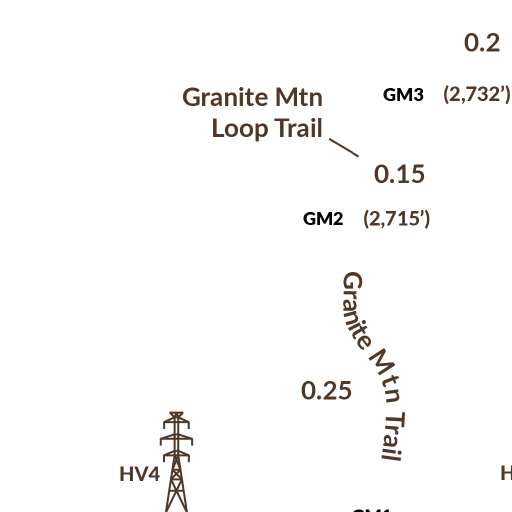 0.2
Granite Mtn
Loop Trail
GM3 (2,732’)
0.15
GM2 (2,715’)
Granite Mtn Trail
0.25
HV4